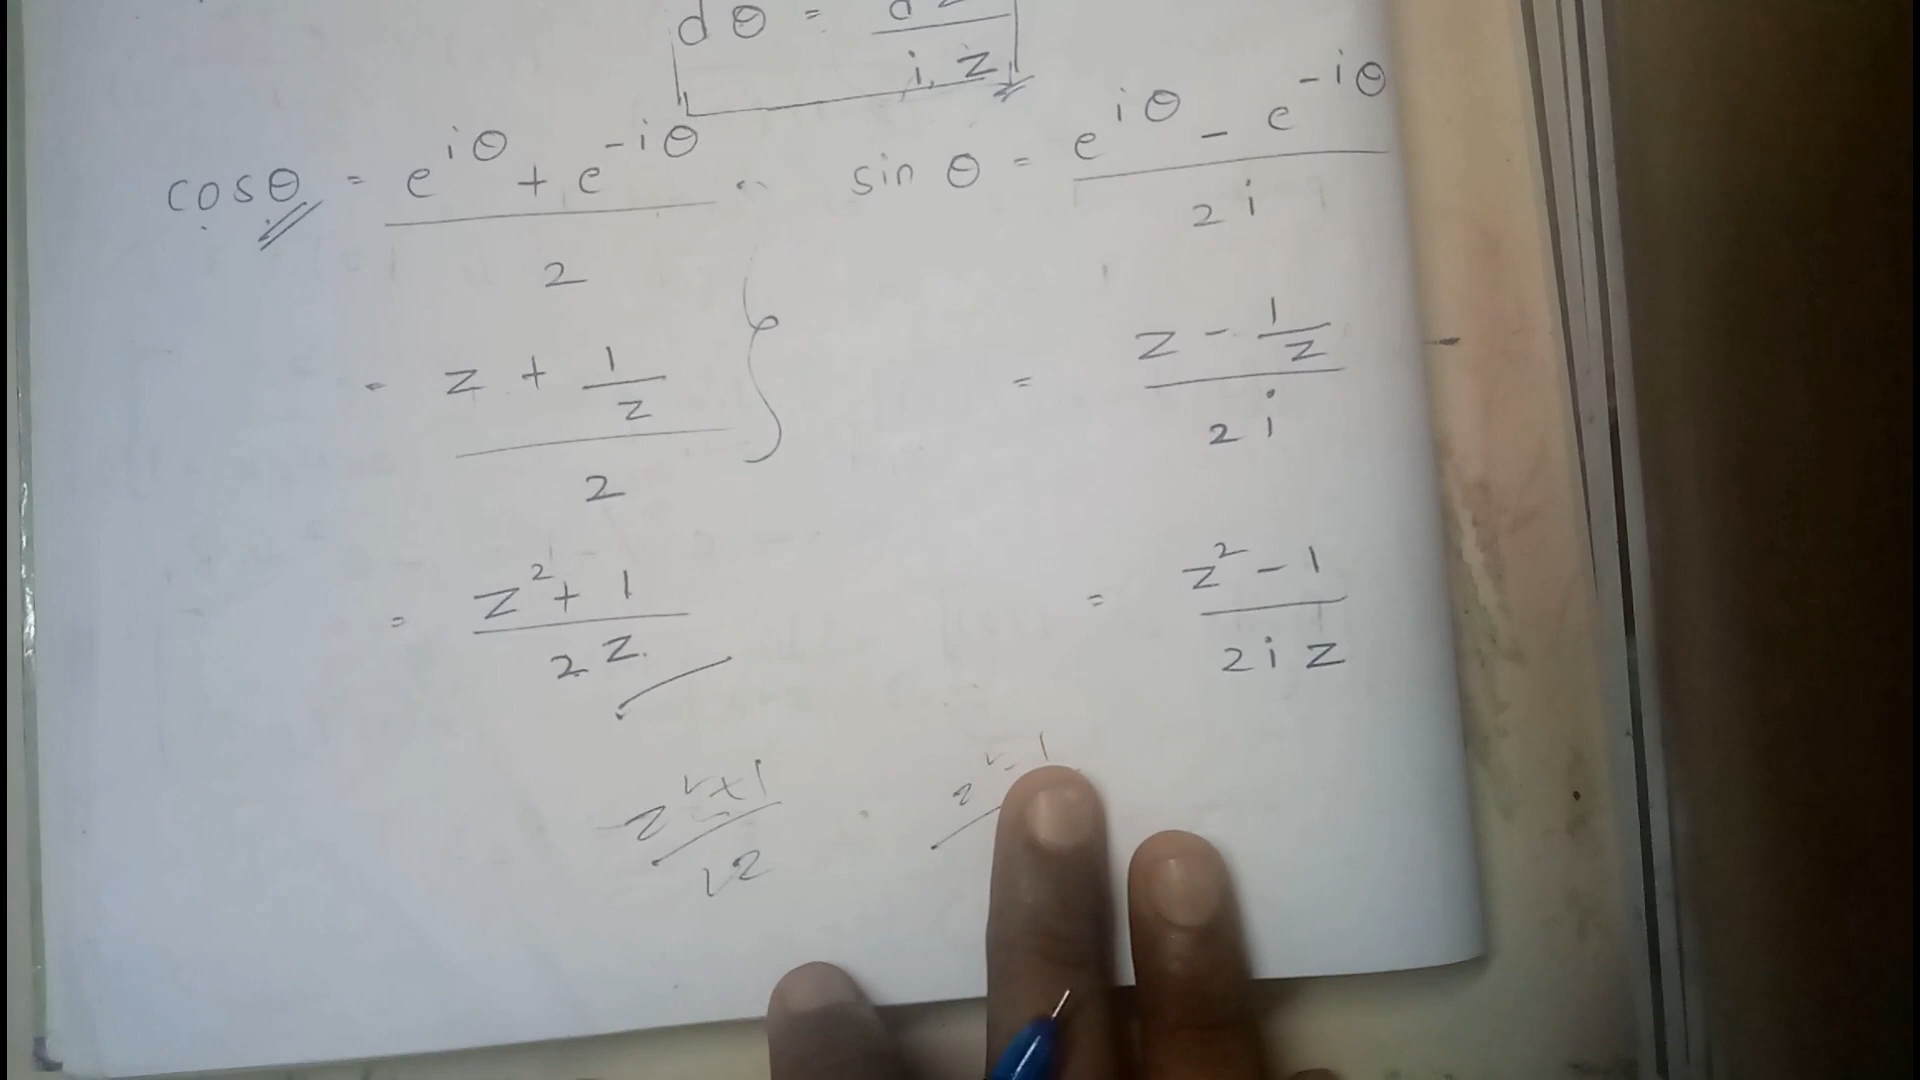 dθ = dz / i z
cosθ = (e^{iθ} + e^{-iθ}) / 2
sin θ = (e^{iθ} - e^{-iθ}) / 2i
= (z + 1/z) / 2
= (z - 1/z) / 2i
= (z² + 1) / 2z
= (z² - 1) / 2iz